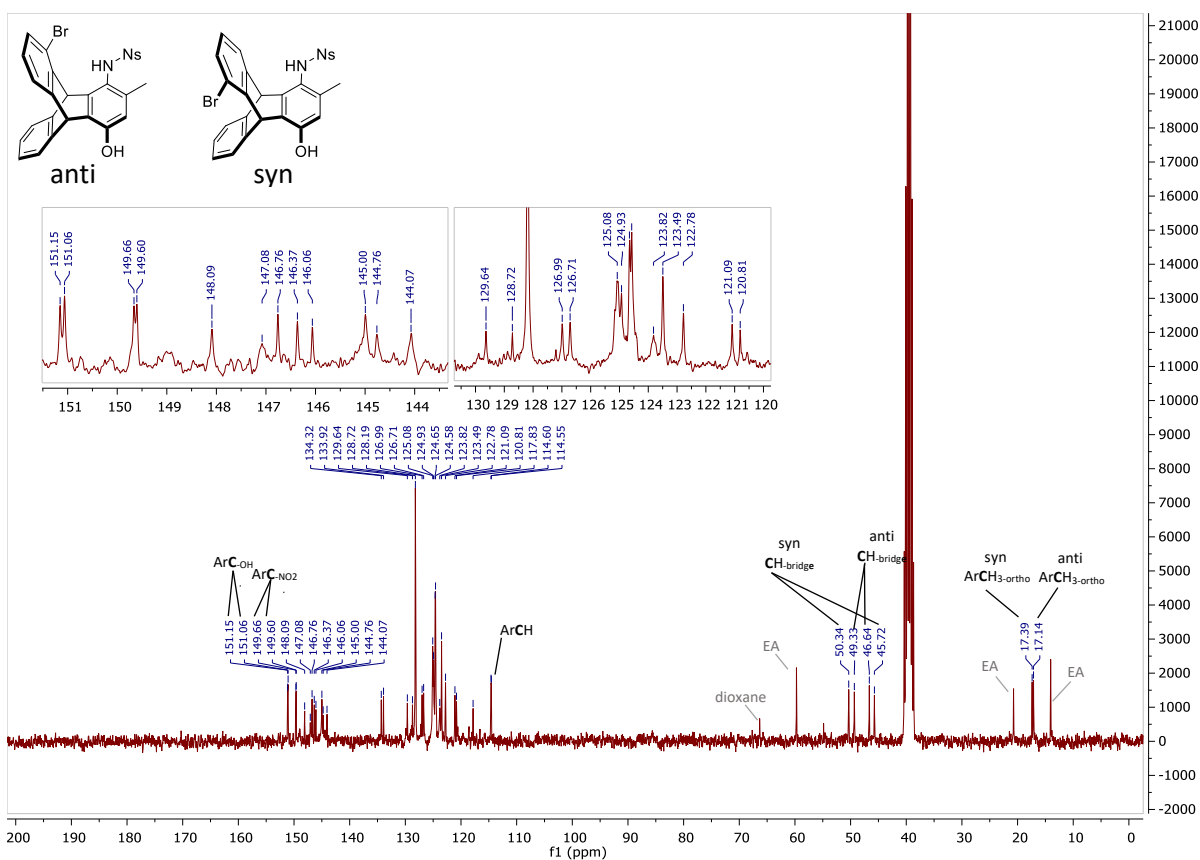 Br
HN
Ns
OH
anti
Br
HN
Ns
OH
syn
151.15
151.06
149.66
149.60
148.09
147.08
146.76
146.37
146.06
145.00
144.76
144.07
151 150 149 148 147 146 145 144
129.64
128.72
126.99
126.71
125.08
124.93
123.82
123.49
122.78
121.09
120.81
130 129 128 127 126 125 124 123 122 121 120
134.32
133.92
129.64
128.72
128.19
126.99
126.71
125.08
124.93
124.65
124.58
123.82
123.49
122.78
121.09
120.81
117.83
114.60
114.55
ArC-OH
ArC-NO2
151.15
151.06
149.66
149.60
148.09
147.08
146.76
146.37
146.06
145.00
144.76
144.07
ArCH
dioxane
EA
syn
CH-bridge
anti
CH-bridge
50.34
49.33
46.64
45.72
syn
ArCH3-ortho
anti
ArCH3-ortho
17.39
17.14
EA
EA
21000
20000
19000
18000
17000
16000
15000
14000
13000
12000
11000
10000
9000
8000
7000
6000
5000
4000
3000
2000
1000
0
-1000
-2000
200 190 180 170 160 150 140 130 120 110 100 90 80 70 60 50 40 30 20 10 0
f1 (ppm)